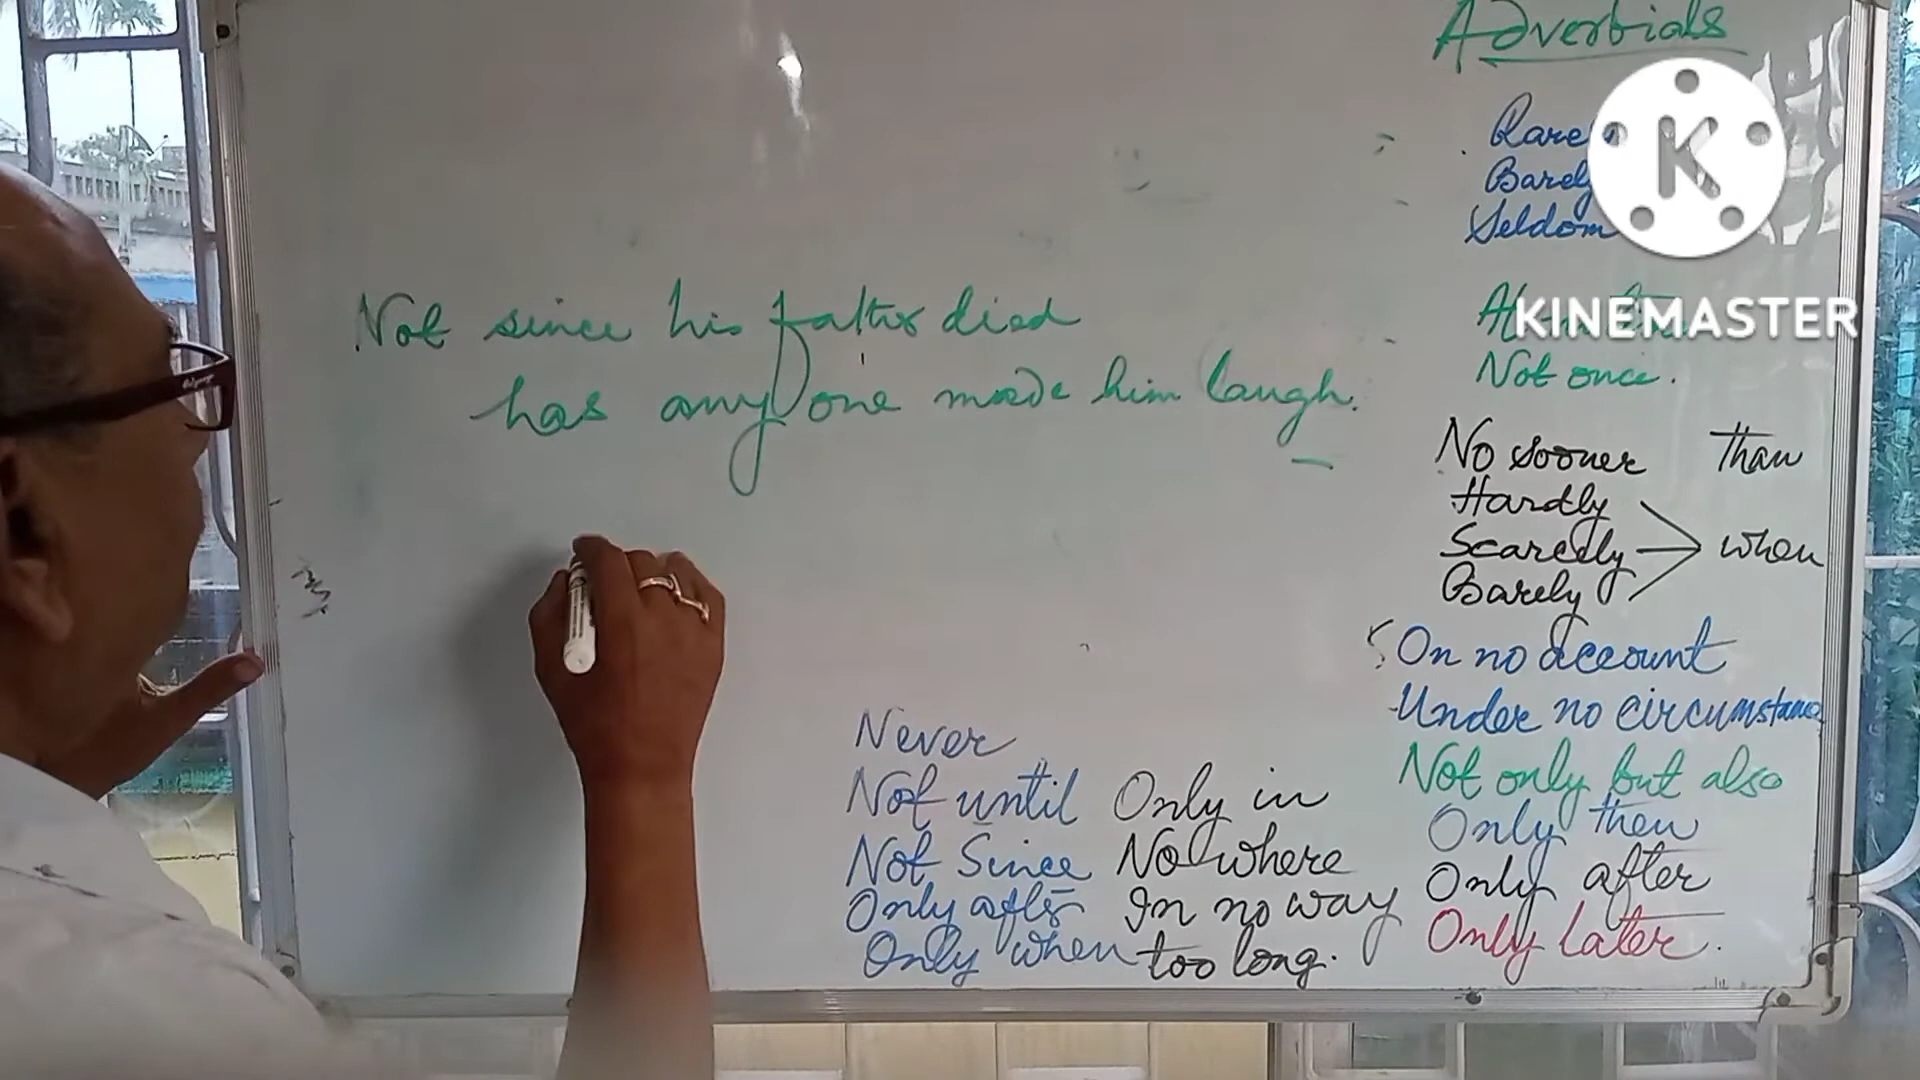 Adverbials
Rarely
Barely
Seldom
K
KINEMASTER
Not once.
Not since his father died
has any one made him laugh.
No sooner than
Hardly
Scarcely when
Barely
On no account
Under no circumstance
Not only but also
Only then
Only after
Only later.
Never
Not until
Not Since
Only after
Only when
Only in
No where
In no way
too long.